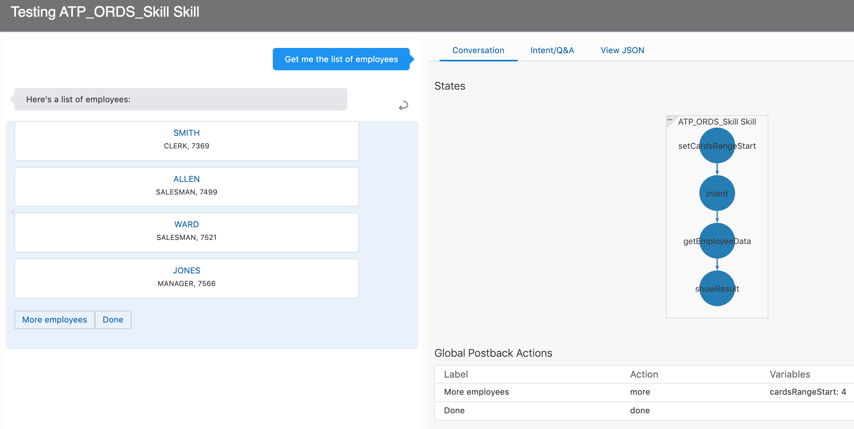 Testing ATP_ORDS_Skill Skill
Get me the list of employees
Here's a list of employees:
SMITH
CLERK, 7369
ALLEN
SALESMAN, 7499
WARD
SALESMAN, 7521
JONES
MANAGER, 7566
More employees Done
Conversation Intent/Q&A View JSON
States
ATP_ORDS_Skill Skill
setCardsRangeStart
intent
getEmployeeData
showResult
Global Postback Actions
Label Action Variables
More employees more cardsRangeStart: 4
Done done